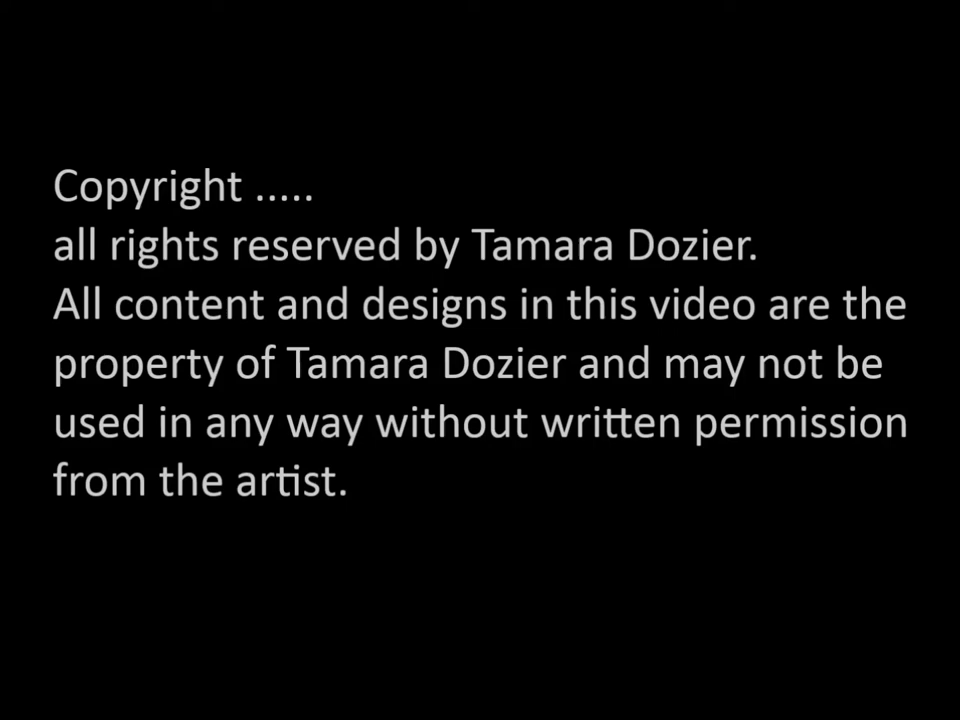 Copyright .....
all rights reserved by Tamara Dozier.
All content and designs in this video are the
property of Tamara Dozier and may not be
used in any way without written permission
from the artist.